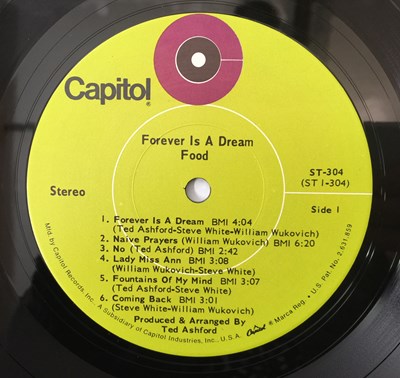 Capitol®
Forever Is A Dream
Food
ST-304
(ST 1-304)
Stereo
Side 1
1. Forever Is A Dream BMI 4:04
(Ted Ashford-Steve White-William Wukovich)
2. Naive Prayers (William Wukovich) BMI 6:20
3. No (Ted Ashford) BMI 2:42
4. Lady Miss Ann BMI 3:08
(William Wukovich-Steve White)
5. Fountains Of My Mind BMI 3:07
(Ted Ashford-Steve White)
6. Coming Back BMI 3:01
(Steve White-William Wukovich)
Produced & Arranged By
Ted Ashford
Mfd. by Capitol Records, Inc., A Subsidiary of Capitol Industries, Inc., U.S.A. Capitol ® Marca Reg. • U.S. Pat. No. 2,631,859